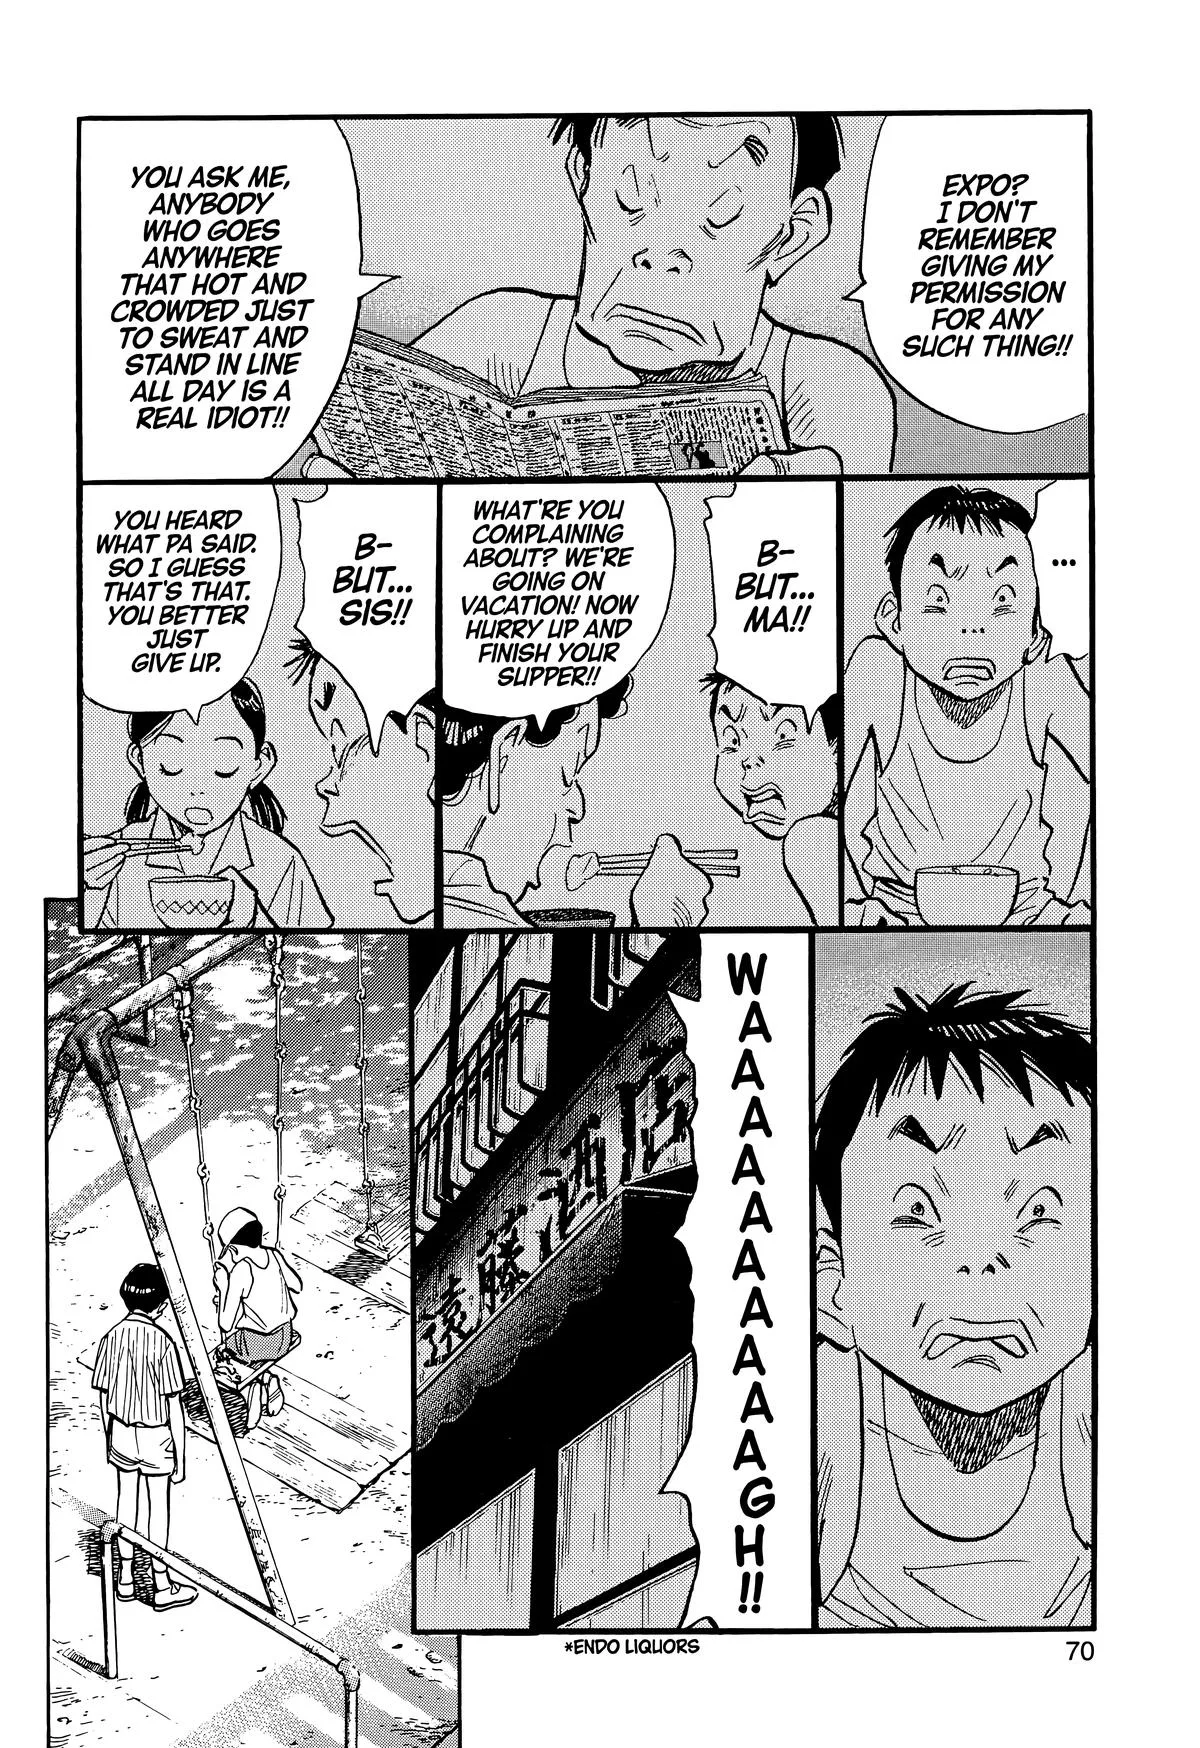 EXPO?
I DON'T
REMEMBER
GIVING MY
PERMISSION
FOR ANY
SUCH THING!!
YOU ASK ME,
ANYBODY
WHO GOES
ANYWHERE
THAT HOT AND
CROWDED JUST
TO SWEAT AND
STAND IN LINE
ALL DAY IS A
REAL IDIOT!!
...
B-
BUT...
MA!!
WHAT'RE YOU
COMPLAINING
ABOUT? WE'RE
GOING ON
VACATION! NOW
HURRY UP AND
FINISH YOUR
SUPPER!!
B-
BUT...
SIS!!
YOU HEARD
WHAT PA SAID.
SO I GUESS
THAT'S THAT.
YOU BETTER
JUST
GIVE UP.
WAAAAAAAAGH!!
遠藤酒店
*ENDO LIQUORS
70